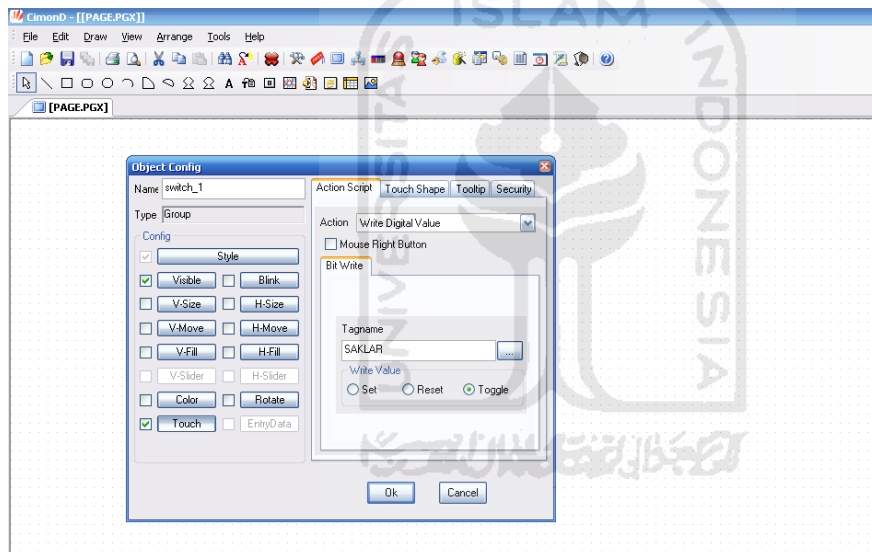 CimonD - [[PAGE.PGX]]
File Edit Draw View Arrange Tools Help
[PAGE.PGX]
Object Config
Name switch_1
Type Group
Config
Style
Visible Blink
V-Size H-Size
V-Move H-Move
V-Fill H-Fill
V-Slider H-Slider
Color Rotate
Touch EntryData
Action Script Touch Shape Tooltip Security
Action Write Digital Value
Mouse Right Button
Bit Write
Tagname
SAKLAR
...
Write Value
Set Reset Toggle
Ok Cancel
ISLAM
UNIVERSITAS
INDONESIA